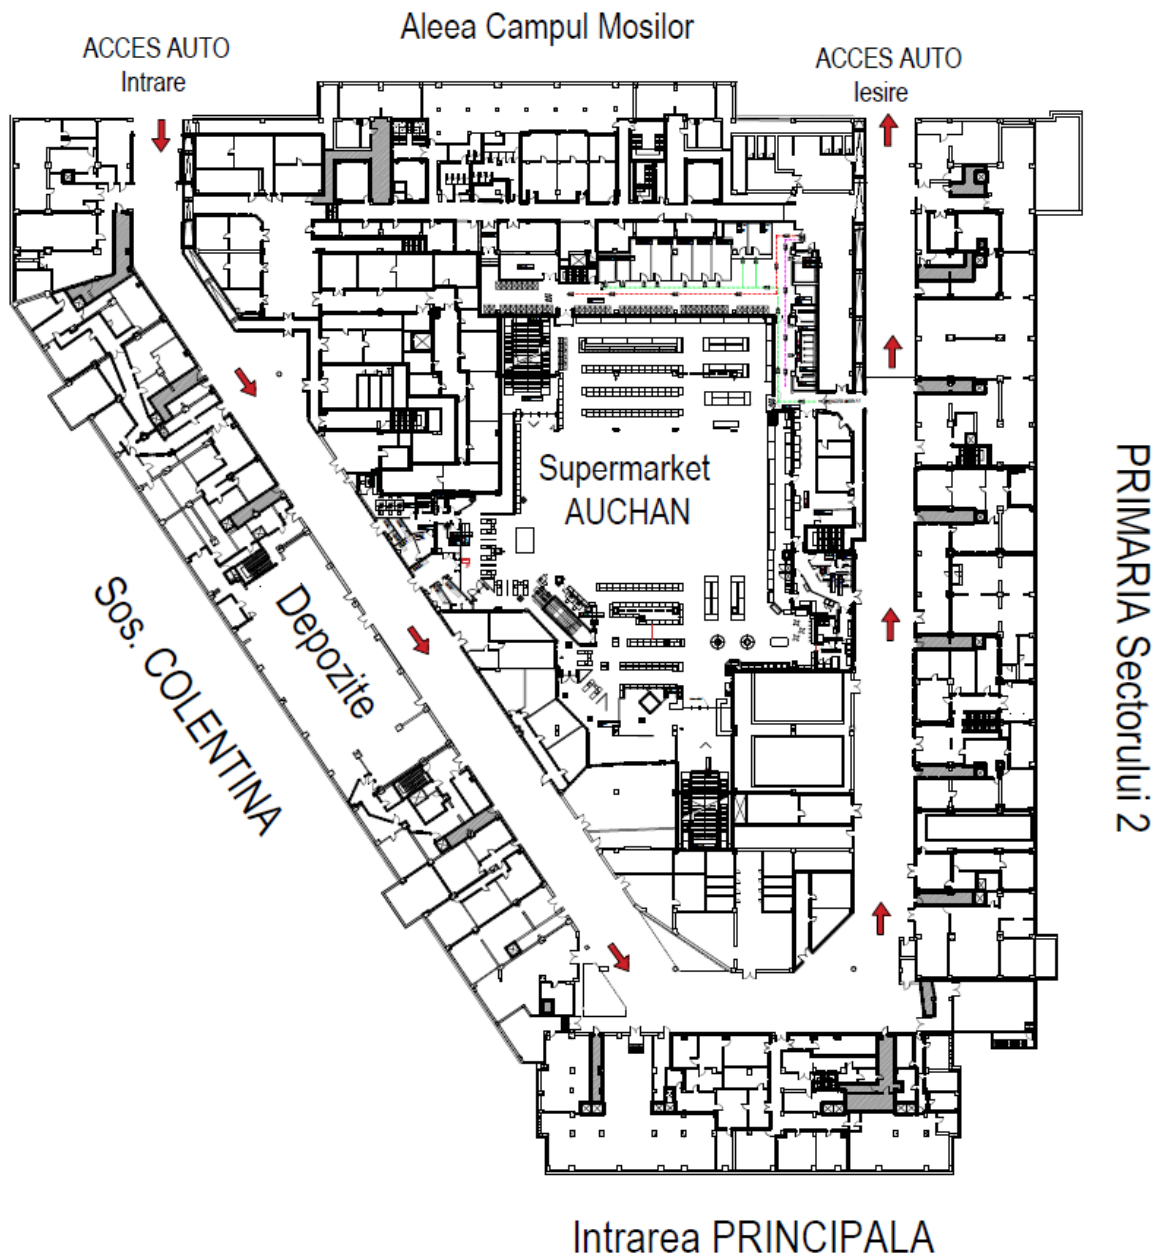 Aleea Campul Mosilor
ACCES AUTO
Intrare
ACCES AUTO
Iesire
Supermarket
AUCHAN
PRIMARIA Sectorului 2
Depozite
Sos. COLENTINA
Intrarea PRINCIPALA